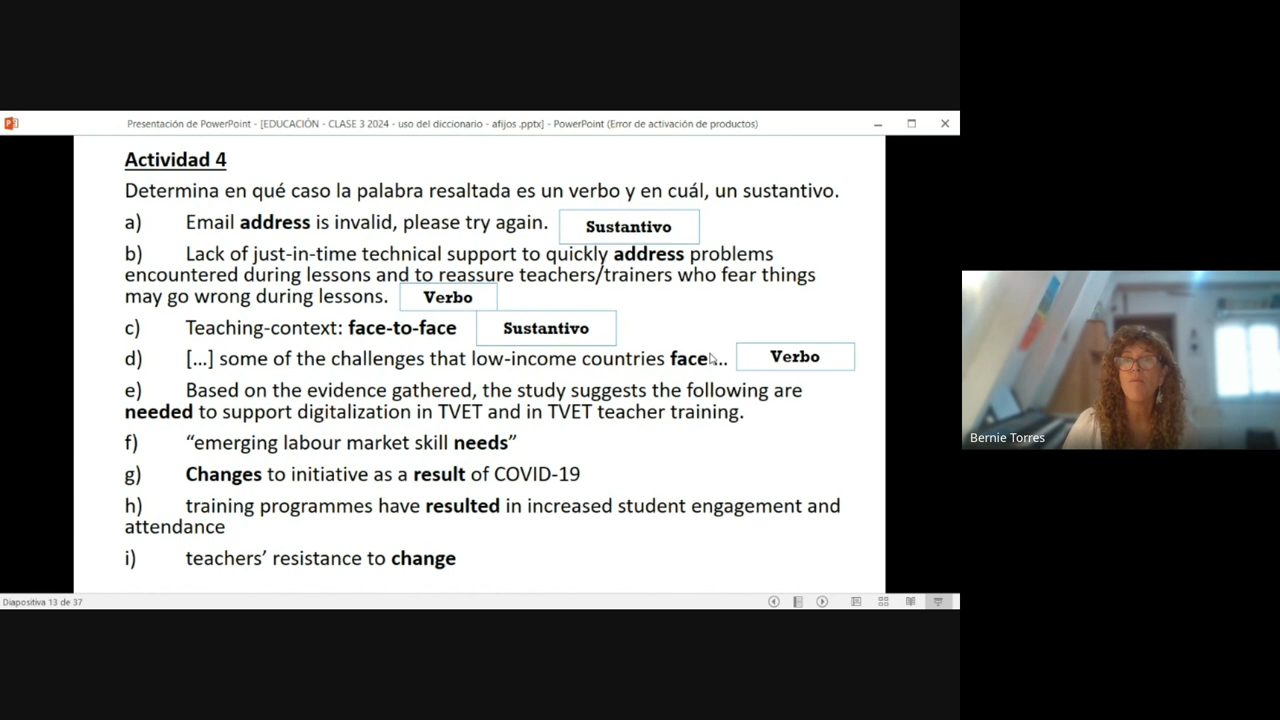 Presentación de PowerPoint - [EDUCACIÓN - CLASE 3 2024 - uso del diccionario - afijos .pptx] - PowerPoint (Error de activación de productos)
Actividad 4
Determina en qué caso la palabra resaltada es un verbo y en cuál, un sustantivo.
a) Email address is invalid, please try again. Sustantivo
b) Lack of just-in-time technical support to quickly address problems
encountered during lessons and to reassure teachers/trainers who fear things
may go wrong during lessons. Verbo
c) Teaching-context: face-to-face Sustantivo
d) [...] some of the challenges that low-income countries face... Verbo
e) Based on the evidence gathered, the study suggests the following are
needed to support digitalization in TVET and in TVET teacher training.
f) “emerging labour market skill needs”
g) Changes to initiative as a result of COVID-19
h) training programmes have resulted in increased student engagement and
attendance
i) teachers’ resistance to change
Diapositiva 13 de 37
Bernie Torres